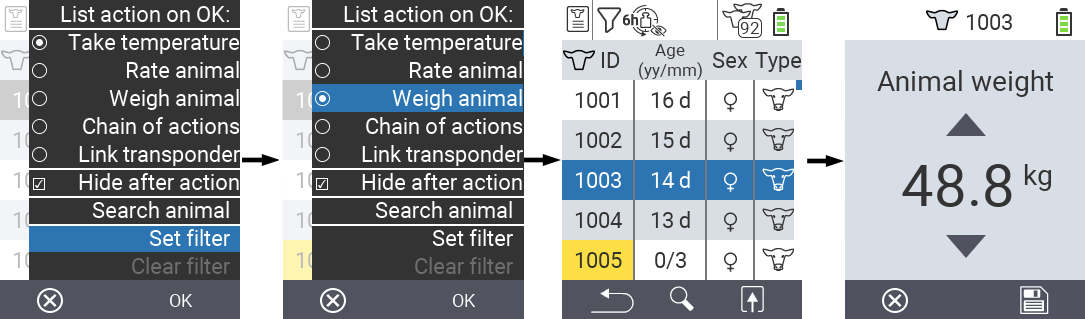 List action on OK:
Take temperature
Rate animal
Weigh animal
Chain of actions
Link transponder
Hide after action
Search animal
Set filter
Clear filter
OK
List action on OK:
Take temperature
Rate animal
Weigh animal
Chain of actions
Link transponder
Hide after action
Search animal
Set filter
Clear filter
OK
6h 92
ID Age (yy/mm) Sex Type
1001 16 d ♀
1002 15 d ♀
1003 14 d ♀
1004 13 d ♀
1005 0/3 ♀
1003
Animal weight
48.8 kg